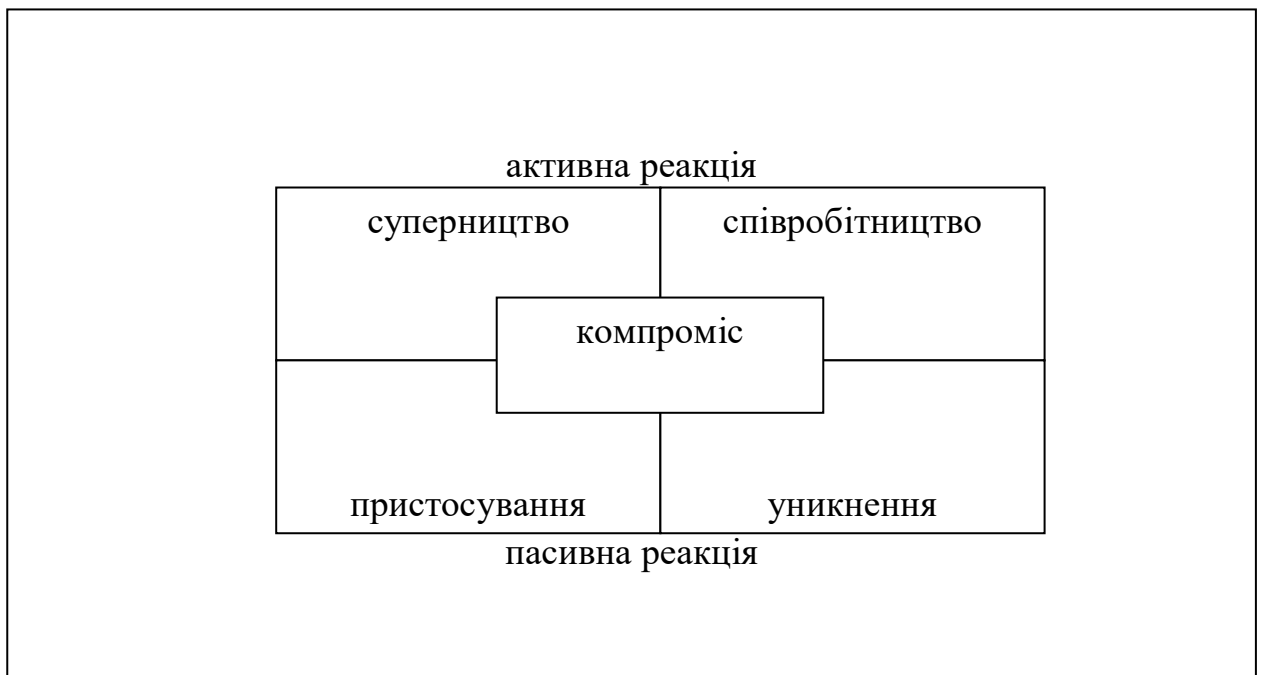 активна реакція
суперництво співробітництво
компроміс
пристосування уникнення
пасивна реакція